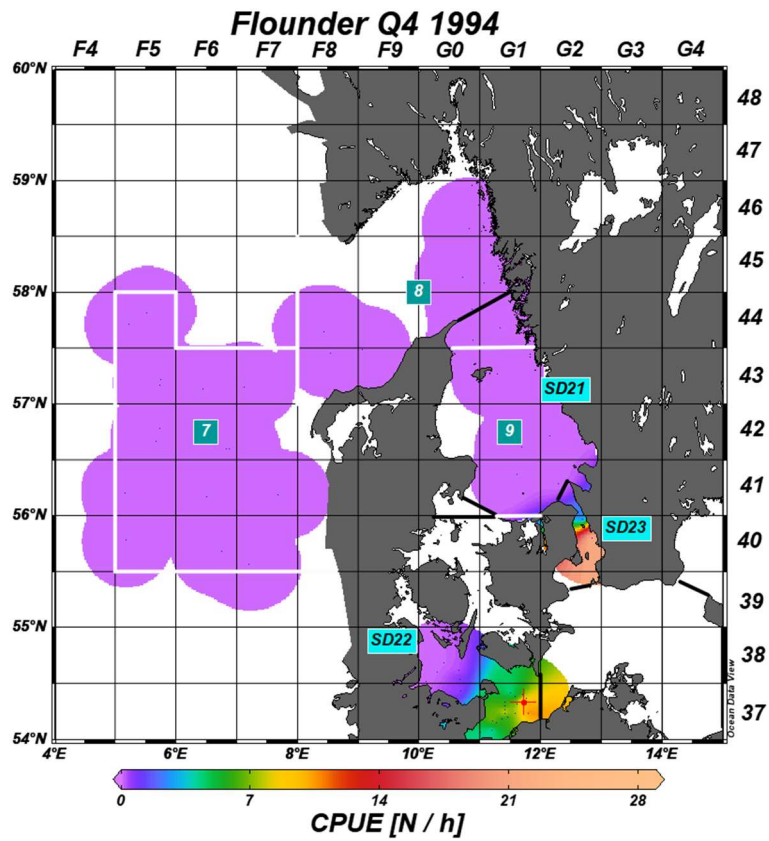 Flounder Q4 1994
F4 F5 F6 F7 F8 F9 G0 G1 G2 G3 G4
60°N
48
47
59°N
46
45
58°N
8
44
SD21
43
57°N
7
9
42
41
56°N
SD23
40
39
55°N
SD22
38
37
Ocean Data View
54°N
4°E 6°E 8°E 10°E 12°E 14°E
0 7 14 21 28
CPUE [N / h]